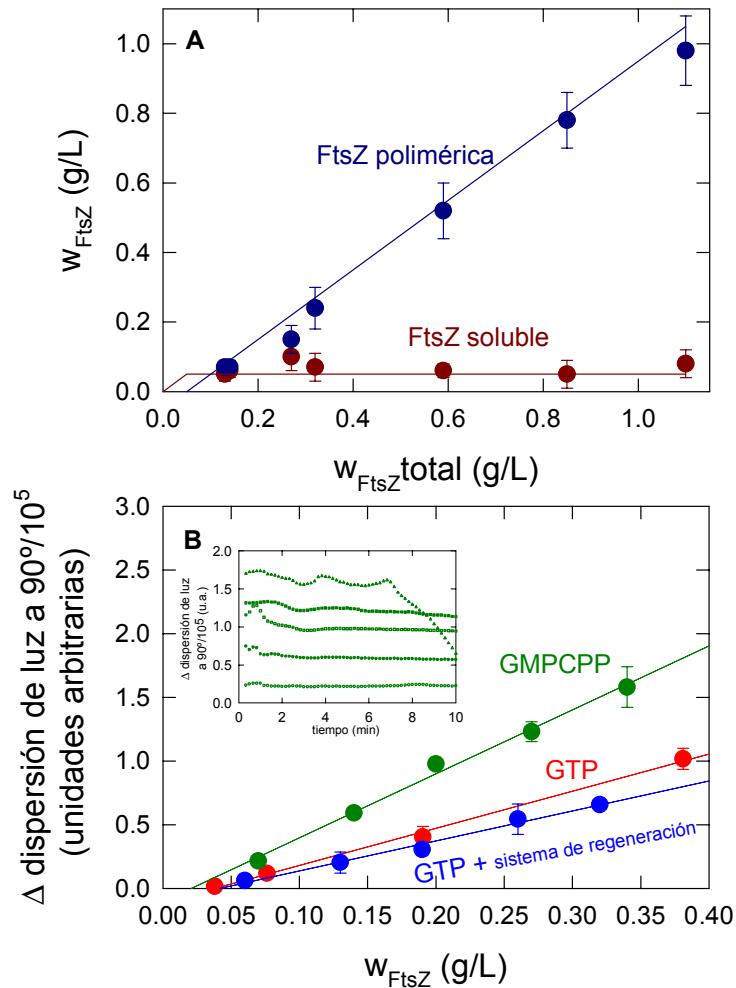 A
1.0
0.8
0.6
0.4
0.2
0.0
w_FtsZ (g/L)
FtsZ polimérica
FtsZ soluble
0.0 0.2 0.4 0.6 0.8 1.0
w_FtsZ total (g/L)
B
3.0
2.5
2.0
1.5
1.0
0.5
0.0
Δ dispersión de luz a 90º/10⁵
(unidades arbitrarias)
2.0
1.5
1.0
0.5
0.0
Δ dispersión de luz
a 90º/10⁵ (u.a.)
0 2 4 6 8 10
tiempo (min)
GMPCPP
GTP
GTP + sistema de regeneración
0.00 0.05 0.10 0.15 0.20 0.25 0.30 0.35 0.40
w_FtsZ (g/L)